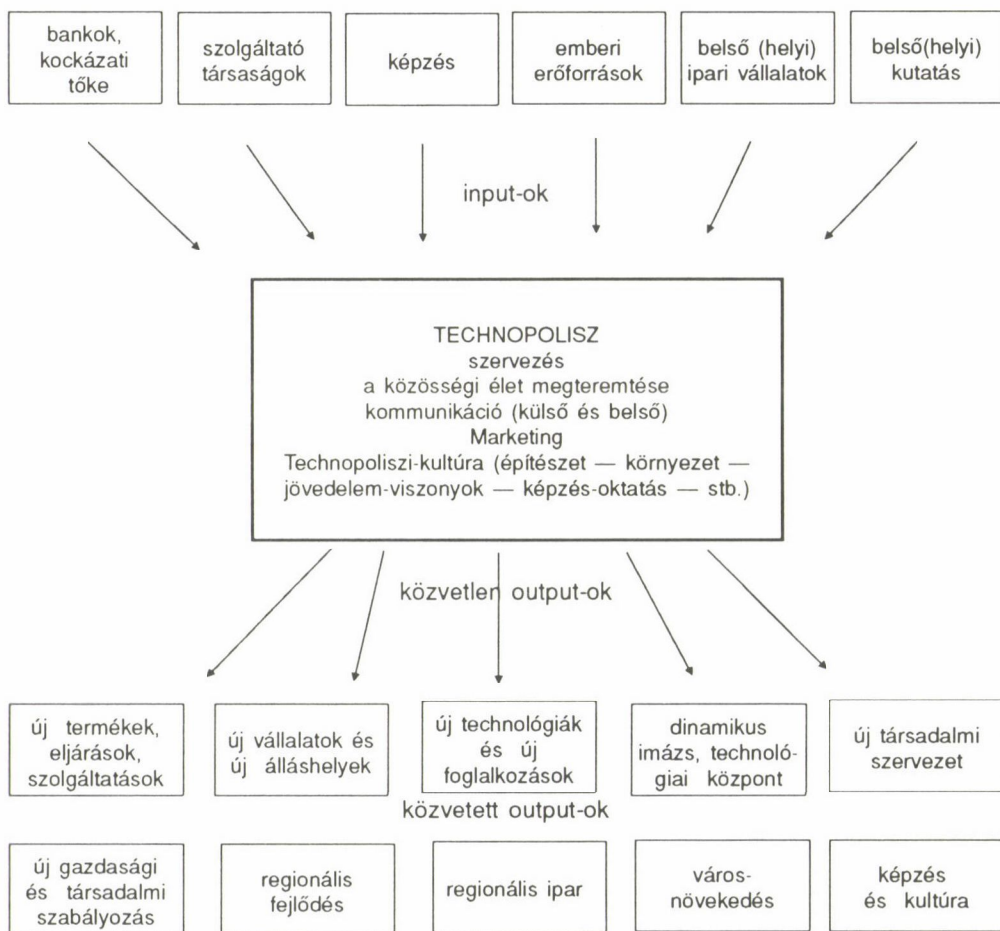 bankok,
kockázati
tőke
szolgáltató
társaságok
képzés
emberi
erőforrások
belső (helyi)
ipari vállalatok
belső(helyi)
kutatás
input-ok
TECHNOPOLISZ
szervezés
a közösségi élet megteremtése
kommunikáció (külső és belső)
Marketing
Technopoliszi-kultúra (építészet — környezet —
jövedelem-viszonyok — képzés-oktatás — stb.)
közvetlen output-ok
új termékek,
eljárások,
szolgáltatások
új vállalatok és
új álláshelyek
új technológiák
és új
foglalkozások
dinamikus
imázs, technoló-
giai központ
új társadalmi
szervezet
közvetett output-ok
új gazdasági
és társadalmi
szabályozás
regionális
fejlődés
regionális ipar
város-
növekedés
képzés
és kultúra